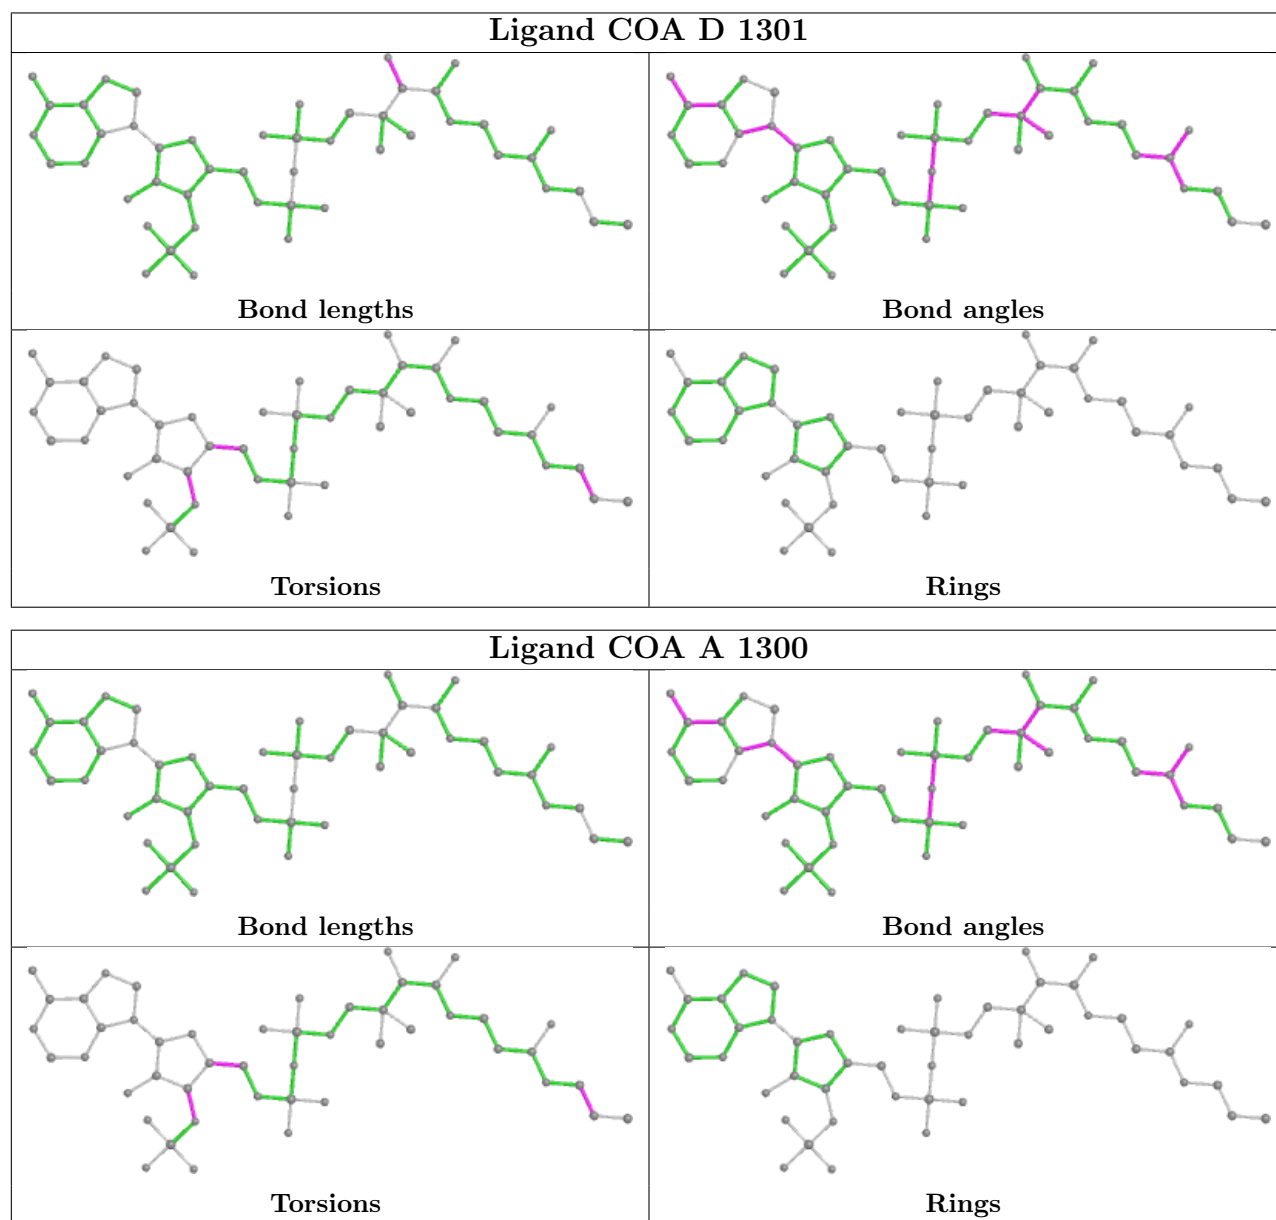 Ligand COA D 1301
Bond lengths
Bond angles
Torsions
Rings
Ligand COA A 1300
Bond lengths
Bond angles
Torsions
Rings